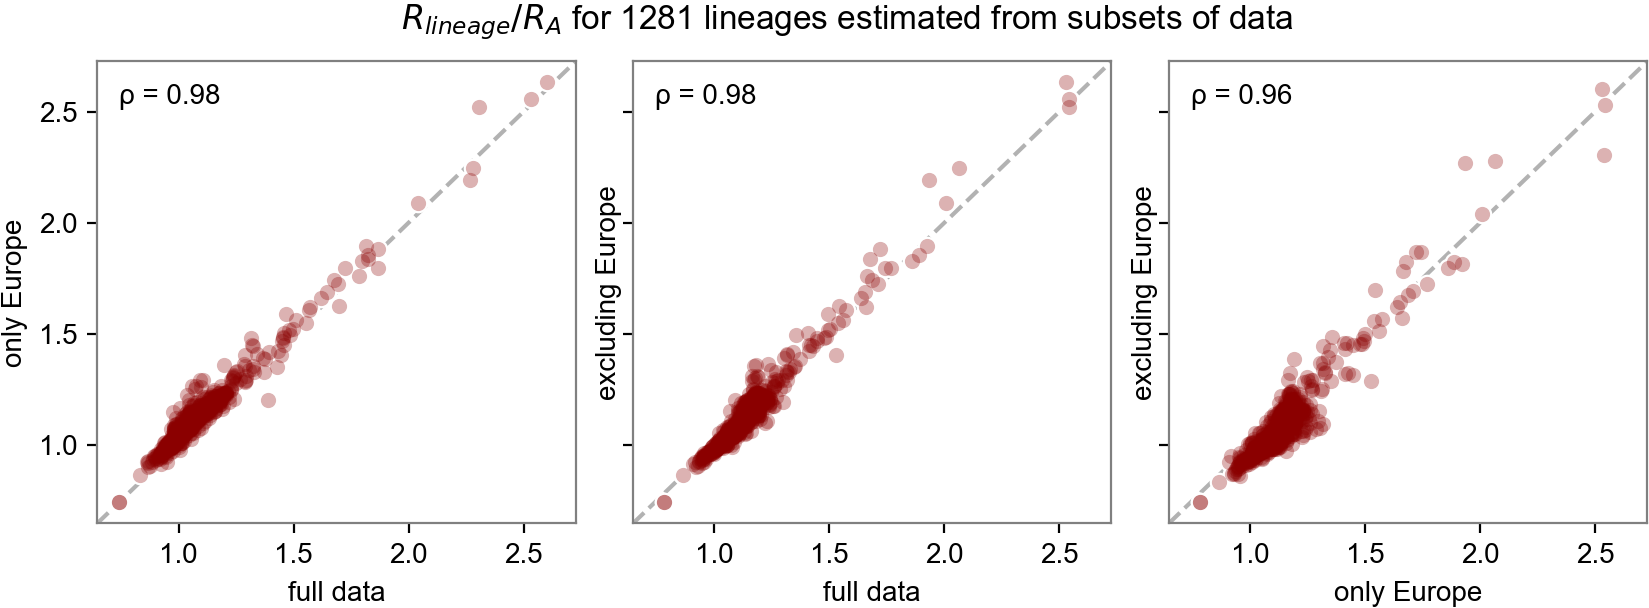 R_lineage/R_A for 1281 lineages estimated from subsets of data
ρ = 0.98
only Europe
2.5
2.0
1.5
1.0
1.0 1.5 2.0 2.5
full data
ρ = 0.98
excluding Europe
1.0 1.5 2.0 2.5
full data
ρ = 0.96
excluding Europe
1.0 1.5 2.0 2.5
only Europe